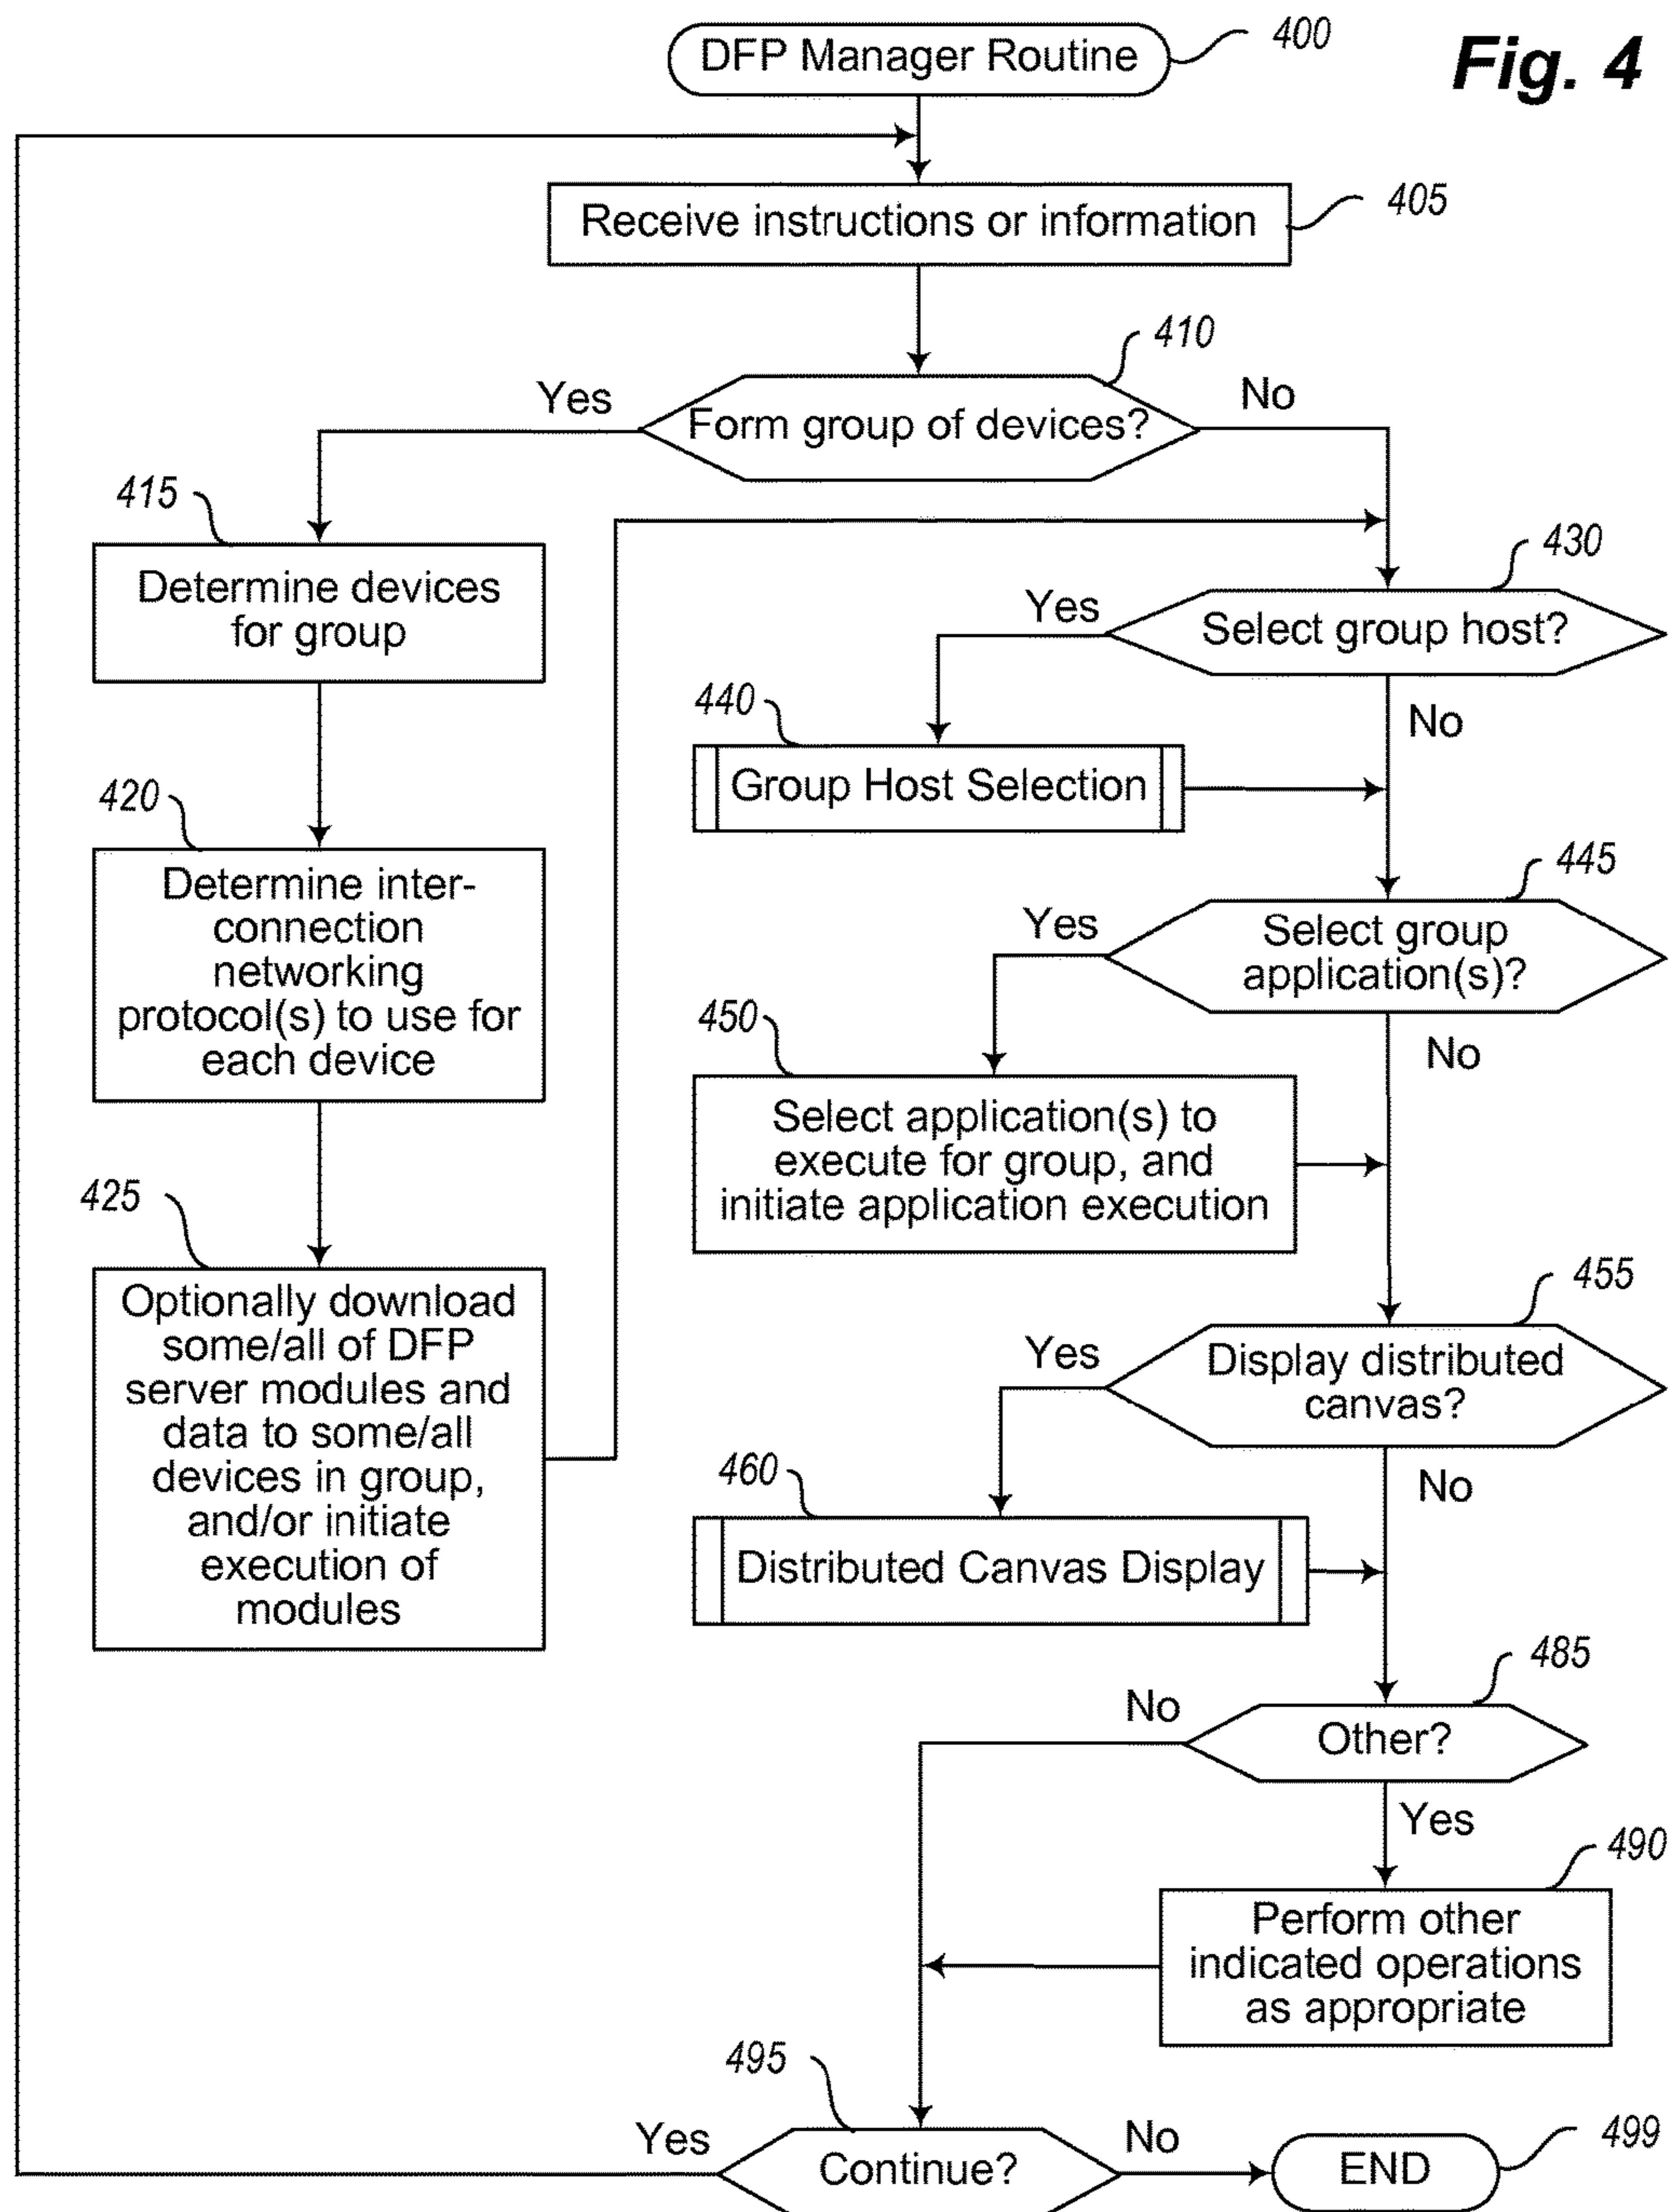 DFP Manager Routine
400
Fig. 4
Receive instructions or information
405
410
Yes
Form group of devices?
No
415
Determine devices
for group
430
Yes
Select group host?
440
No
Group Host Selection
420
Determine inter-
connection
networking
protocol(s) to use for
each device
445
Yes
Select group
application(s)?
450
No
Select application(s) to
execute for group, and
initiate application execution
425
Optionally download
some/all of DFP
server modules and
data to some/all
devices in group,
and/or initiate
execution of
modules
455
Yes
Display distributed
canvas?
460
No
Distributed Canvas Display
485
No
Other?
Yes
490
Perform other
indicated operations
as appropriate
495
Yes
Continue?
No
END
499